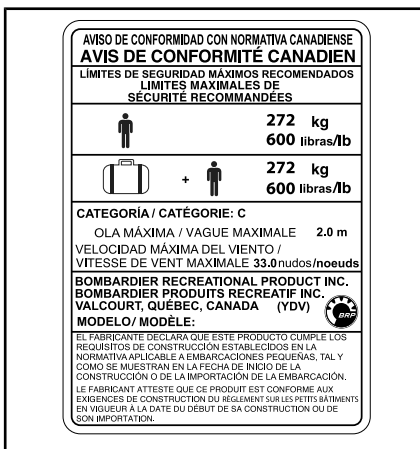 AVISO DE CONFORMIDAD CON NORMATIVA CANADIENSE
AVIS DE CONFORMITÉ CANADIEN
LÍMITES DE SEGURIDAD MÁXIMOS RECOMENDADOS
LIMITES MAXIMALES DE
SÉCURITÉ RECOMMANDÉES
272 kg
600 libras/lb
+ 272 kg
600 libras/lb
CATEGORÍA / CATÉGORIE: C
OLA MÁXIMA / VAGUE MAXIMALE 2.0 m
VELOCIDAD MÁXIMA DEL VIENTO /
VITESSE DE VENT MAXIMALE 33.0 nudos/noeuds
BOMBARDIER RECREATIONAL PRODUCT INC.
BOMBARDIER PRODUITS RECREATIF INC.
VALCOURT, QUÉBEC, CANADA (YDV)
BRP
MODELO/ MODÈLE:
EL FABRICANTE DECLARA QUE ESTE PRODUCTO CUMPLE LOS
REQUISITOS DE CONSTRUCCIÓN ESTABLECIDOS EN LA
NORMATIVA APLICABLE A EMBARCACIONES PEQUEÑAS, TAL Y
COMO SE MUESTRAN EN LA FECHA DE INICIO DE LA
CONSTRUCCIÓN O DE LA IMPORTACIÓN DE LA EMBARCACIÓN.
LE FABRICANT ATTESTE QUE CE PRODUIT EST CONFORME AUX
EXIGENCES DE CONSTRUCTION DU RÈGLEMENT SUR LES PETITS BÂTIMENTS
EN VIGUEUR À LA DATE DU DÉBUT DE SA CONSTRUCTION OU DE
SON IMPORTATION.